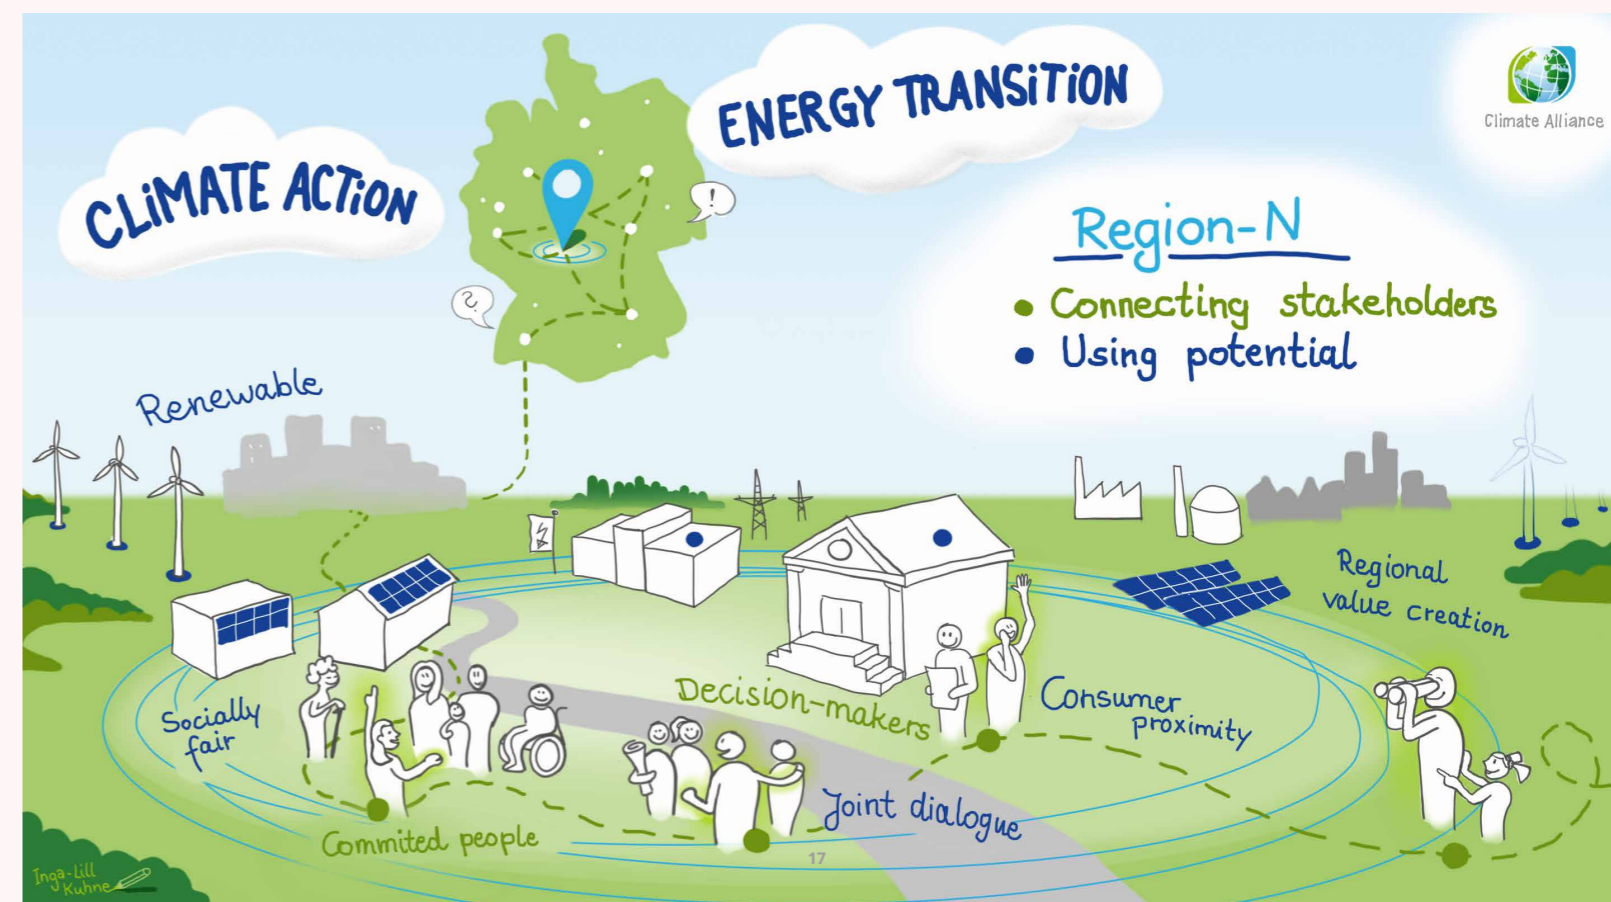 CLiMATE ACTiON
ENERGY TRANSiTiON
Climate Alliance
!
?
Region-N
• Connecting stakeholders
• Using potential
Renewable
Regional
value creation
Socially
fair
Decision-makers
Consumer
proximity
Joint dialogue
Commited people
17
Inga-Lill
Kuhne